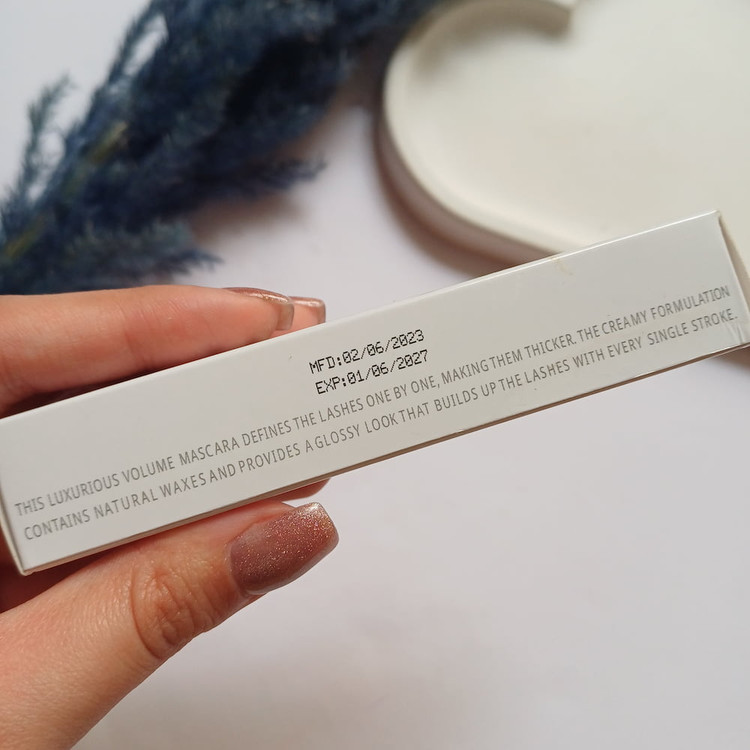 MFD:02/06/2023
EXP:01/06/2027
THIS LUXURIOUS VOLUME MASCARA DEFINES THE LASHES ONE BY ONE, MAKING THEM THICKER. THE CREAMY FORMULATION
CONTAINS NATURAL WAXES AND PROVIDES A GLOSSY LOOK THAT BUILDS UP THE LASHES WITH EVERY SINGLE STROKE.